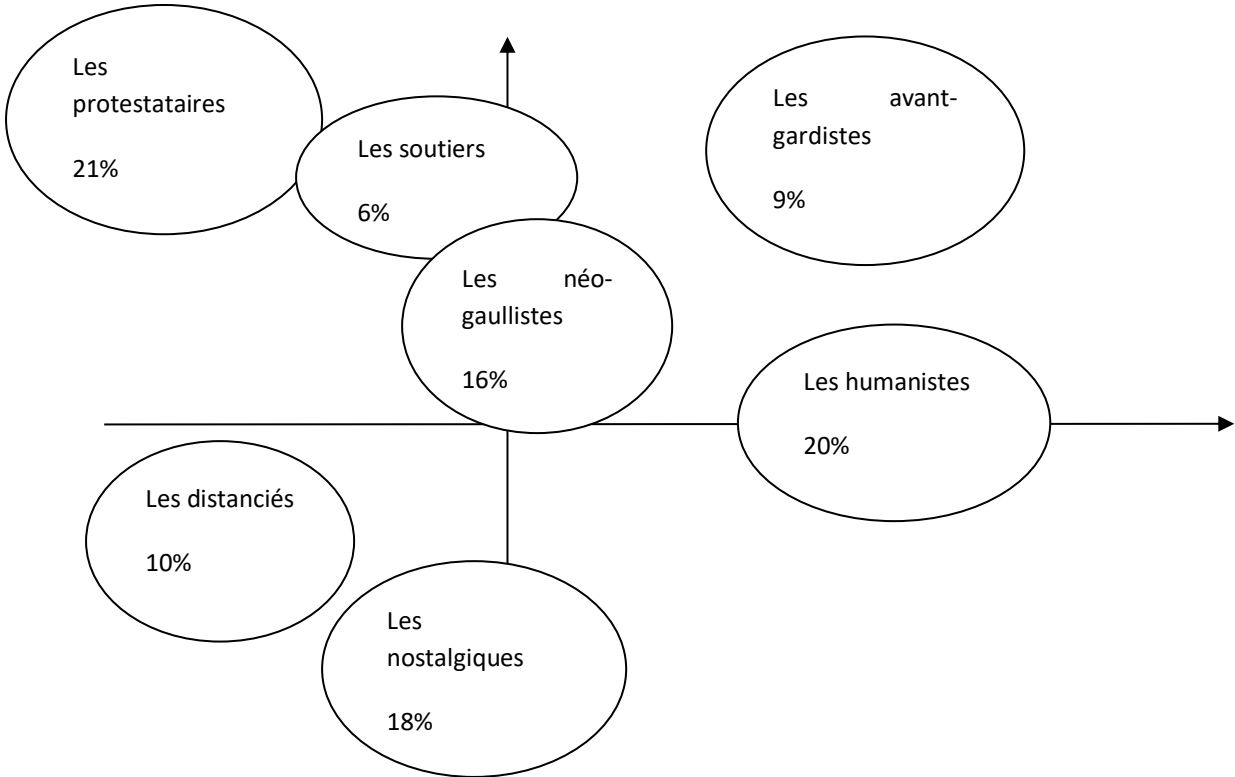 Les
protestataires
21%
Les soutiers
6%
Les avant-
gardistes
9%
Les néo-
gaullistes
16%
Les humanistes
20%
Les distanciés
10%
Les
nostalgiques
18%